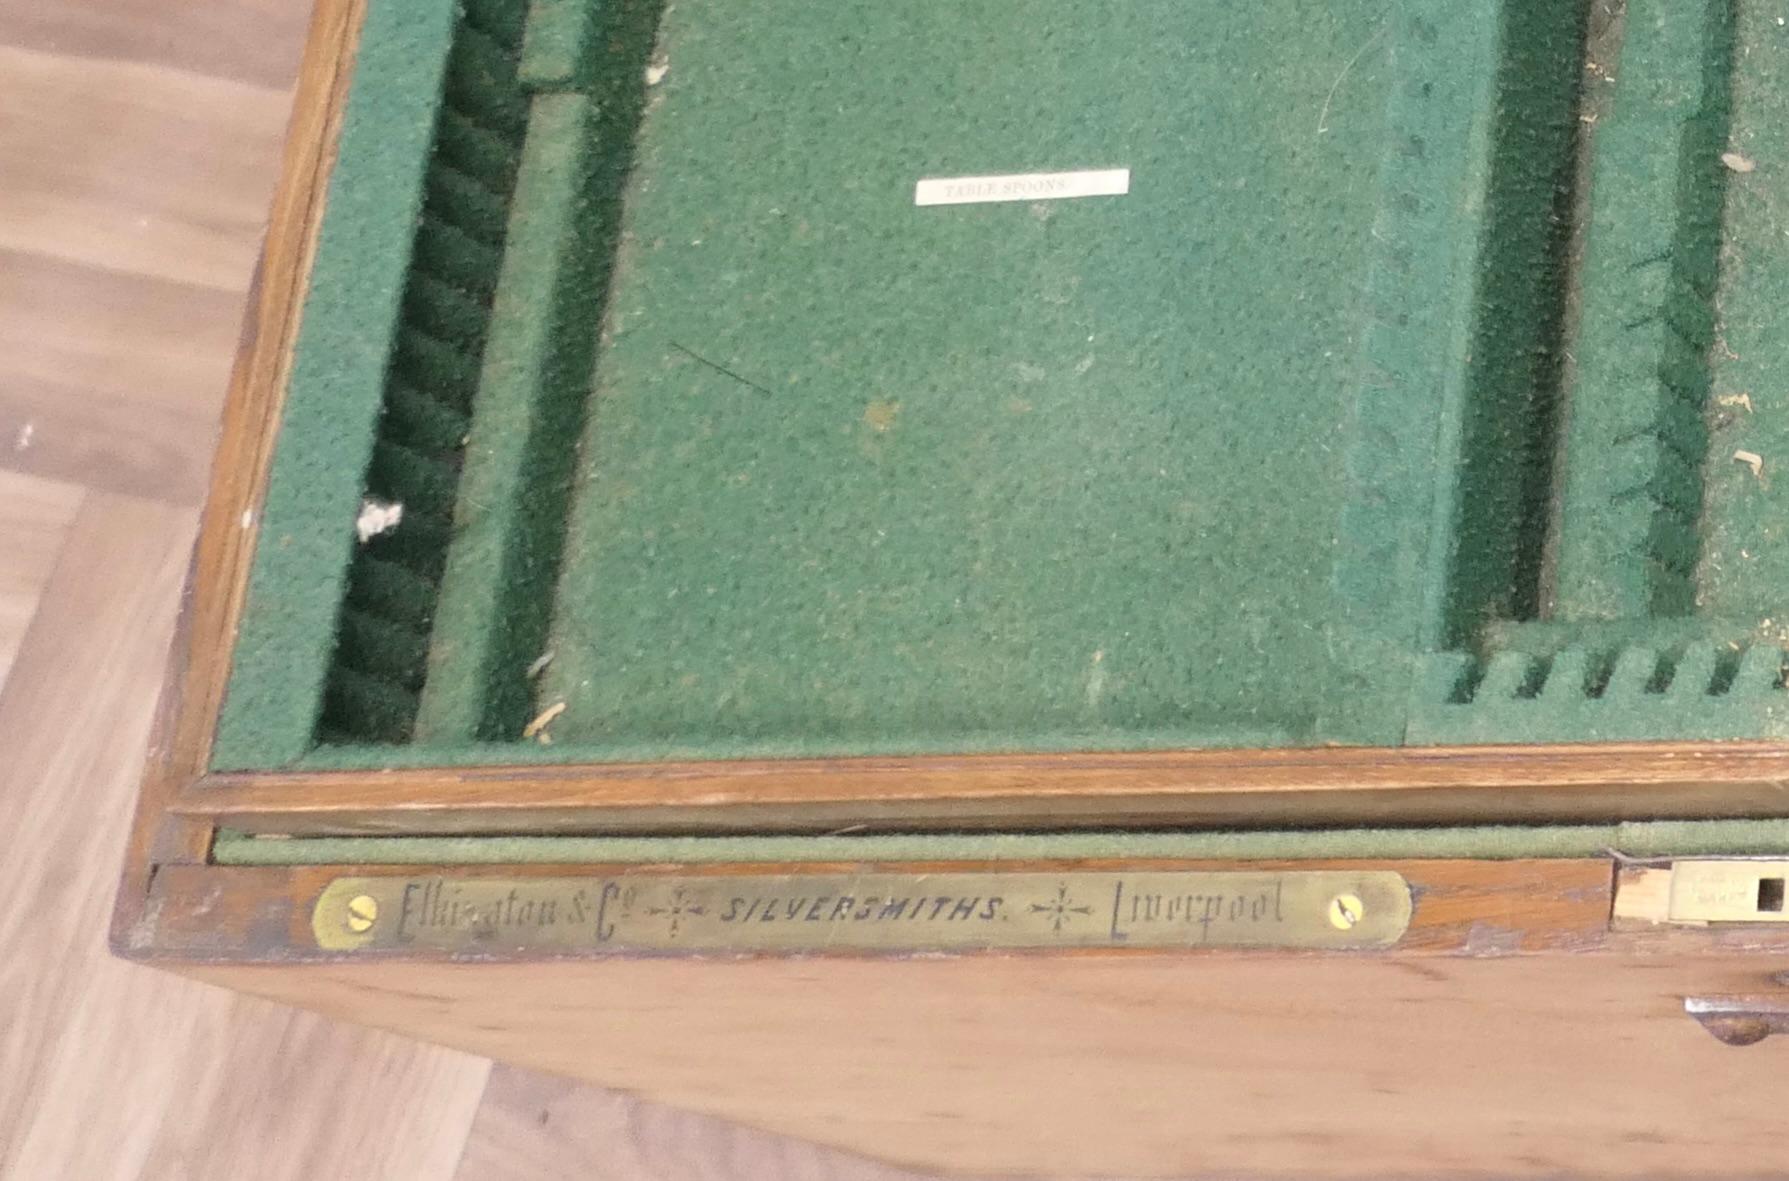 TABLE SPOONS
Elkington & Co SILVERSMITHS. Liverpool